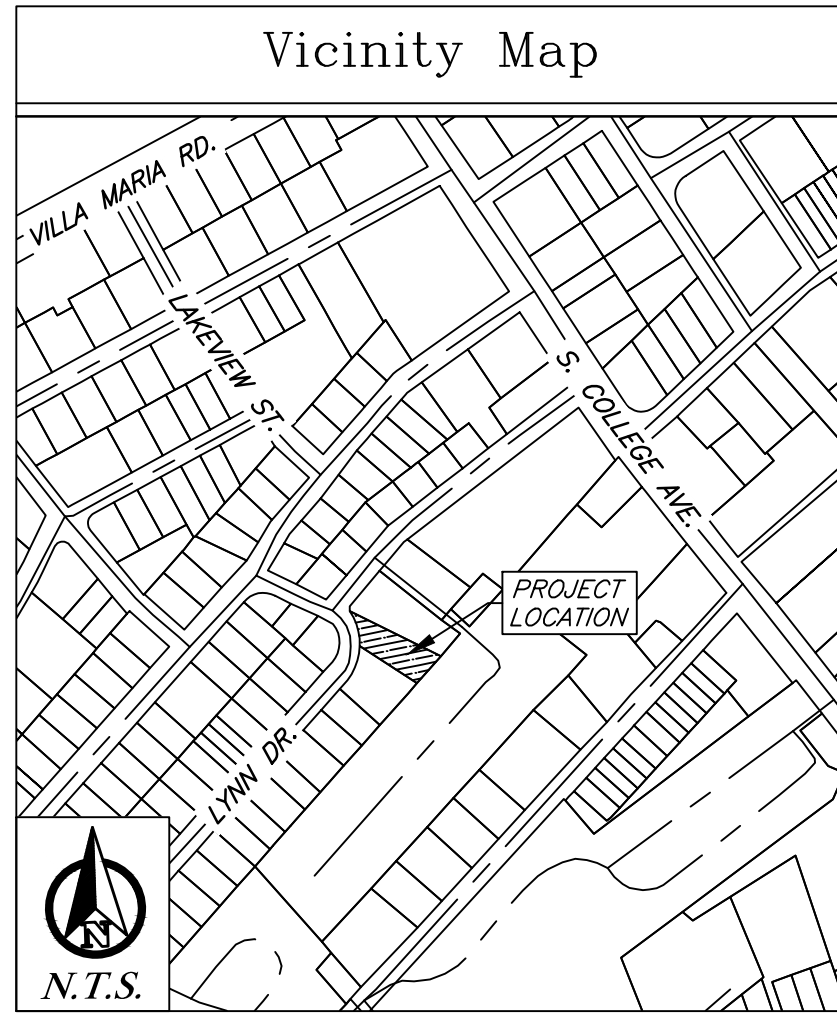 Vicinity Map
VILLA MARIA RD.
LAKEVIEW ST.
S. COLLEGE AVE.
PROJECT
LOCATION
LYNN DR.
N
N.T.S.